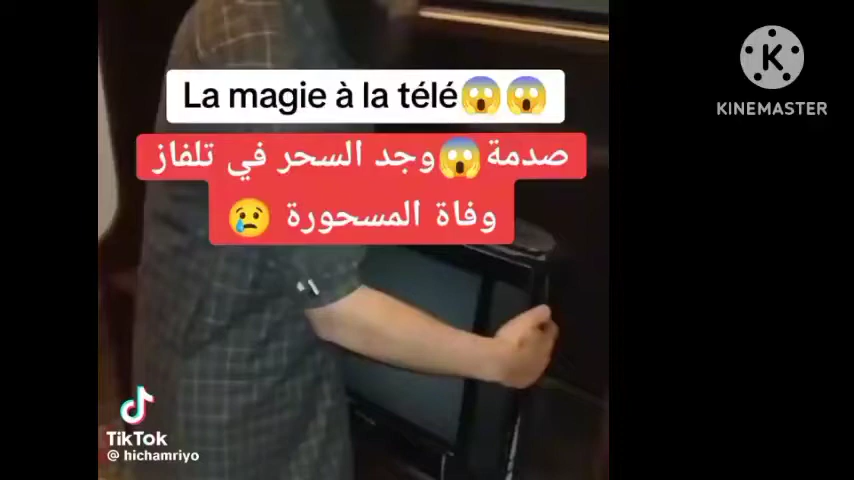 La magie à la télé😱😱
صدمة😱وجد السحر في تلفاز
وفاة المسحورة 😢
KINEMASTER
TikTok
@ hichamriyo